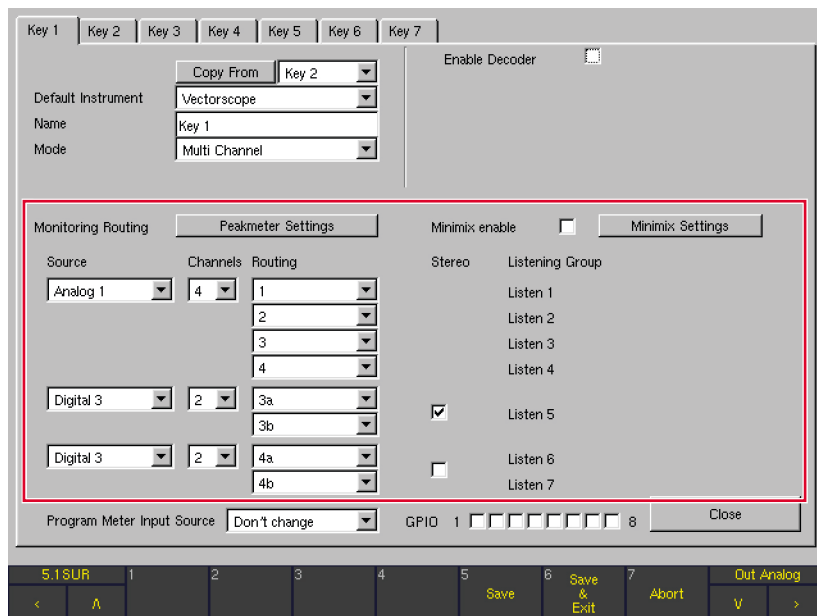 Key 1 Key 2 Key 3 Key 4 Key 5 Key 6 Key 7
Copy From Key 2 Enable Decoder
Default Instrument Vectorscope
Name Key 1
Mode Multi Channel
Monitoring Routing Peakmeter Settings Minimix enable Minimix Settings
Source Channels Routing Stereo Listening Group
Analog 1 4 1 Listen 1
2 Listen 2
3 Listen 3
4 Listen 4
Digital 3 2 3a Listen 5
3b
Digital 3 2 4a Listen 6
4b Listen 7
Program Meter Input Source Don't change GPIO 1 8 Close
5.1SUR 1 2 3 4 5 Save 6 Save & Exit 7 Abort Out Analog
< Λ V >